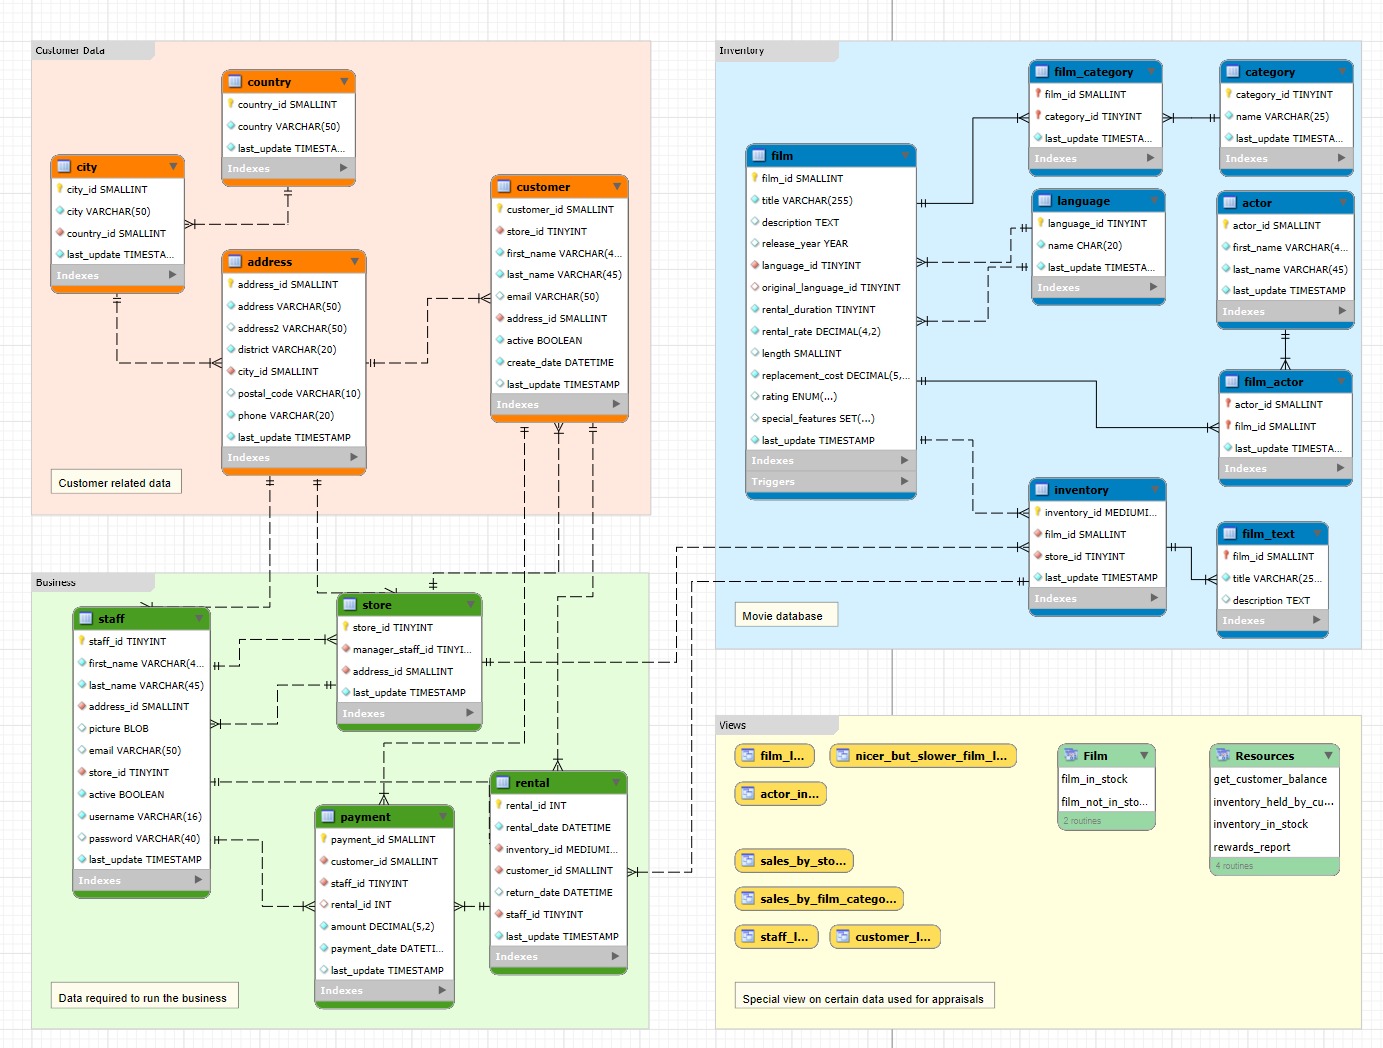 Customer Data
country
country_id SMALLINT
country VARCHAR(50)
last_update TIMESTA...
Indexes
city
city_id SMALLINT
city VARCHAR(50)
country_id SMALLINT
last_update TIMESTA...
Indexes
address
address_id SMALLINT
address VARCHAR(50)
address2 VARCHAR(50)
district VARCHAR(20)
city_id SMALLINT
postal_code VARCHAR(10)
phone VARCHAR(20)
last_update TIMESTAMP
Indexes
customer
customer_id SMALLINT
store_id TINYINT
first_name VARCHAR(4...
last_name VARCHAR(45)
email VARCHAR(50)
address_id SMALLINT
active BOOLEAN
create_date DATETIME
last_update TIMESTAMP
Indexes
Customer related data
Inventory
film
film_id SMALLINT
title VARCHAR(255)
description TEXT
release_year YEAR
language_id TINYINT
original_language_id TINYINT
rental_duration TINYINT
rental_rate DECIMAL(4,2)
length SMALLINT
replacement_cost DECIMAL(5,...
rating ENUM(...)
special_features SET(...)
last_update TIMESTAMP
Indexes
Triggers
film_category
film_id SMALLINT
category_id TINYINT
last_update TIMESTA...
Indexes
category
category_id TINYINT
name VARCHAR(25)
last_update TIMESTAMP
Indexes
language
language_id TINYINT
name CHAR(20)
last_update TIMESTA...
Indexes
actor
actor_id SMALLINT
first_name VARCHAR(4...
last_name VARCHAR(45)
last_update TIMESTAMP
Indexes
film_actor
actor_id SMALLINT
film_id SMALLINT
last_update TIMESTA...
Indexes
inventory
inventory_id MEDIUMI...
film_id SMALLINT
store_id TINYINT
last_update TIMESTAMP
Indexes
film_text
film_id SMALLINT
title VARCHAR(25...
description TEXT
Indexes
Movie database
Business
staff
staff_id TINYINT
first_name VARCHAR(4...
last_name VARCHAR(45)
address_id SMALLINT
picture BLOB
email VARCHAR(50)
store_id TINYINT
active BOOLEAN
username VARCHAR(16)
password VARCHAR(40)
last_update TIMESTAMP
Indexes
store
store_id TINYINT
manager_staff_id TINYI...
address_id SMALLINT
last_update TIMESTAMP
Indexes
payment
payment_id SMALLINT
customer_id SMALLINT
staff_id TINYINT
rental_id INT
amount DECIMAL(5,2)
payment_date DATETI...
last_update TIMESTAMP
Indexes
rental
rental_id INT
rental_date DATETIME
inventory_id MEDIUMI...
customer_id SMALLINT
return_date DATETIME
staff_id TINYINT
last_update TIMESTAMP
Indexes
Data required to run the business
Views
film_l...
nicer_but_slower_film_l...
actor_in...
sales_by_sto...
sales_by_film_catego...
staff_l...
customer_l...
Film
film_in_stock
film_not_in_sto...
2 routines
Resources
get_customer_balance
inventory_held_by_cu...
inventory_in_stock
rewards_report
4 routines
Special view on certain data used for appraisals